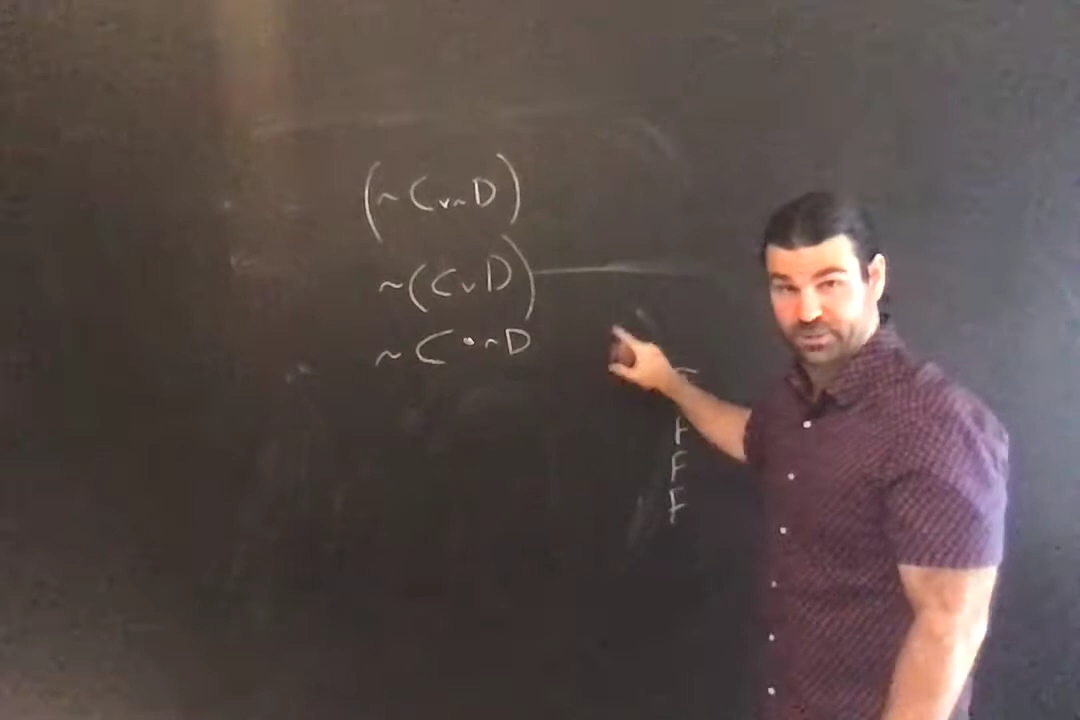 (~ C v ~ D)
~(C v D)
~ C • ~ D
F
F
F